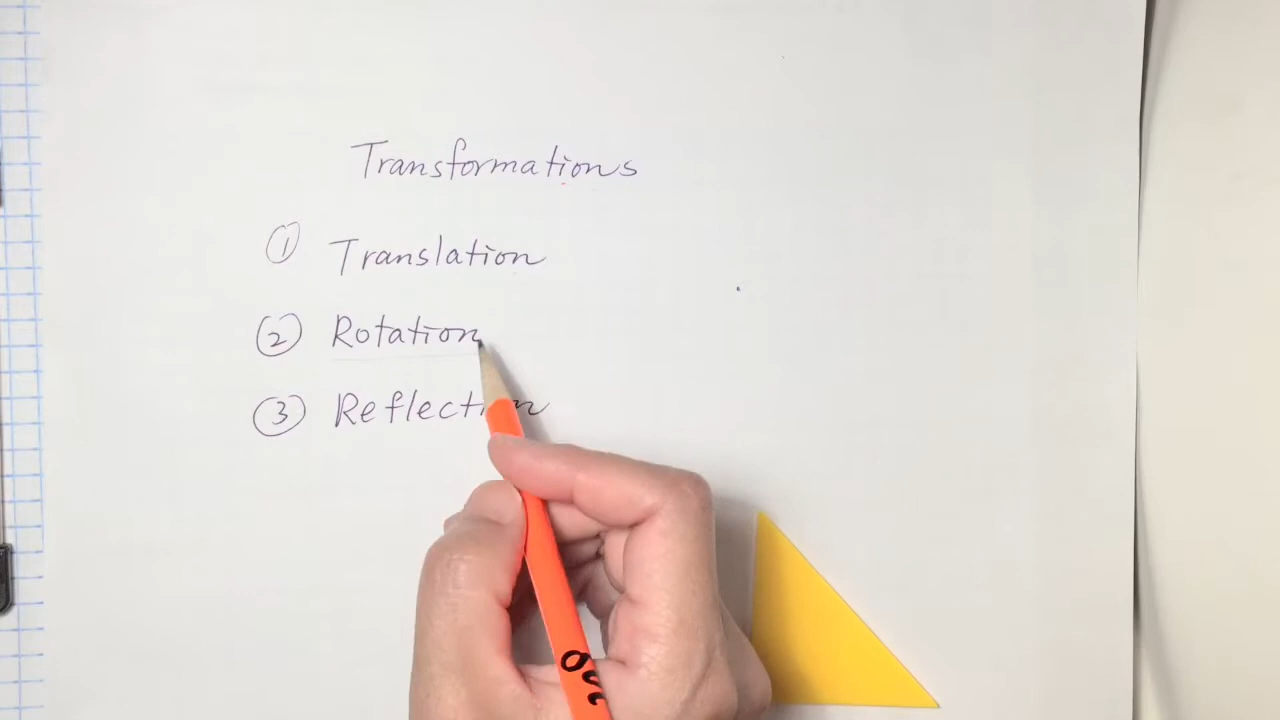 Transformations
① Translation
② Rotation
③ Reflection